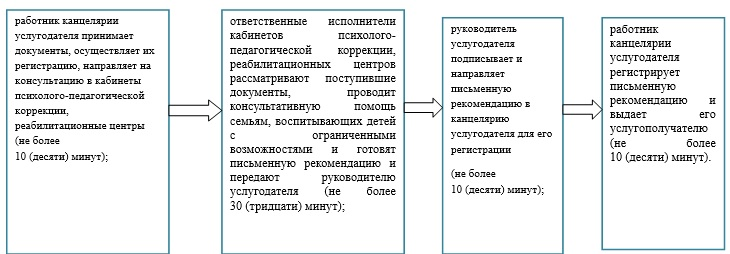 работник канцелярии
услугодателя принимает
документы, осуществляет их
регистрацию, направляет на
консультацию в кабинеты
психолого-педагогической
коррекции,
реабилитационные центры
(не более
10 (десяти) минут);
ответственные исполнители
кабинетов психолого-
педагогической коррекции,
реабилитационных центров
рассматривают поступившие
документы, проводит
консультативную помощь
семьям, воспитывающих детей
с ограниченными
возможностями и готовят
письменную рекомендацию и
передают руководителю
услугодателя (не более
30 (тридцати) минут);
руководитель
услугодателя
подписывает и
направляет
письменную
рекомендацию в
канцелярию
услугодателя для его
регистрации
(не более
10 (десяти) минут);
работник
канцелярии
услугодателя
регистрирует
письменную
рекомендацию и
выдает его
услугополучателю
(не более
10 (десяти) минут).